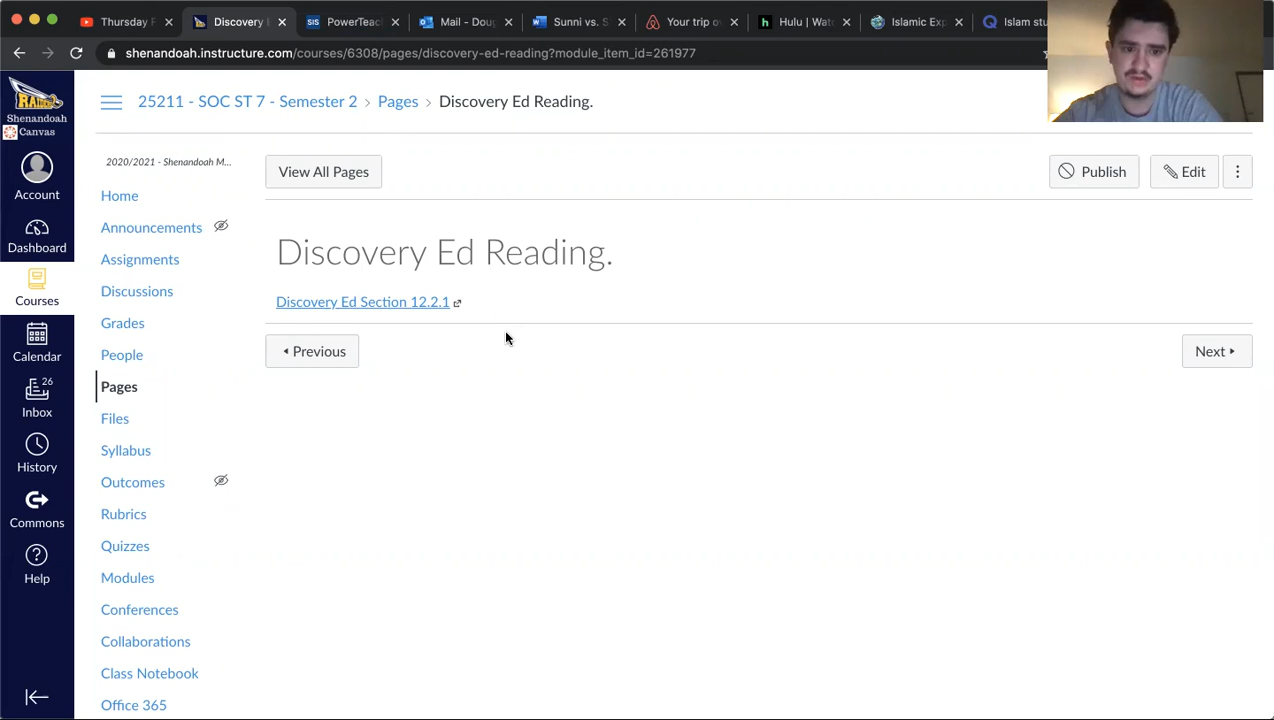 Thursday F
Discovery
PowerTeac
Mail - Doug
Sunni vs. S
Your trip ov
Hulu | Wat
Islamic Exp
Islam stu
shenandoah.instructure.com/courses/6308/pages/discovery-ed-reading?module_item_id=261977
Shenandoah
Canvas
Account
Dashboard
Courses
Calendar
26
Inbox
History
Commons
Help
25211 - SOC ST 7 - Semester 2 > Pages > Discovery Ed Reading.
2020/2021 - Shenandoah M...
Home
Announcements
Assignments
Discussions
Grades
People
Pages
Files
Syllabus
Outcomes
Rubrics
Quizzes
Modules
Conferences
Collaborations
Class Notebook
Office 365
View All Pages
Publish
Edit
Discovery Ed Reading.
Discovery Ed Section 12.2.1
Previous
Next